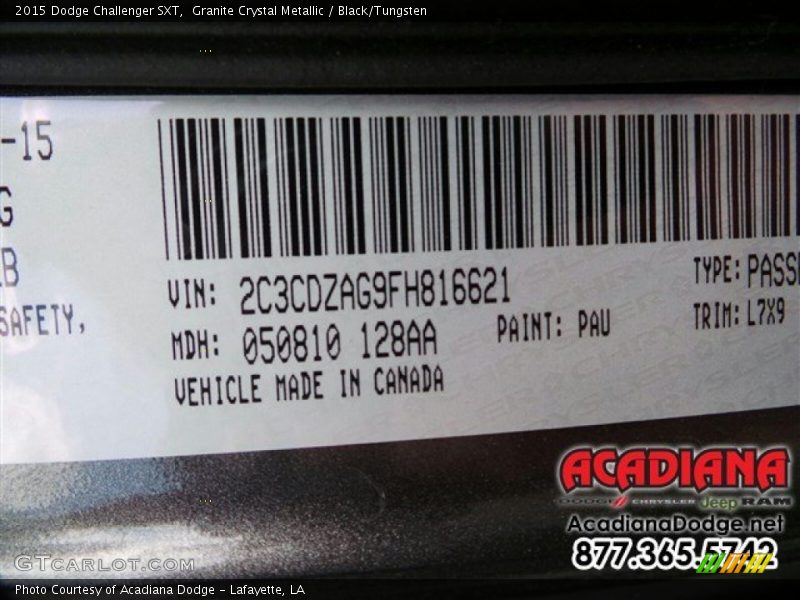 2015 Dodge Challenger SXT,  Granite Crystal Metallic / Black/Tungsten
-15
G
B
SAFETY,
VIN: 2C3CDZAG9FH816621
MDH: 050810 128AA
PAINT: PAU
VEHICLE MADE IN CANADA
TYPE: PASSE
TRIM: L7X9
ACADIANA
DODGE CHRYSLER Jeep RAM
AcadianaDodge.net
877.365.5742
GTcarlot.com
Photo Courtesy of Acadiana Dodge - Lafayette, LA